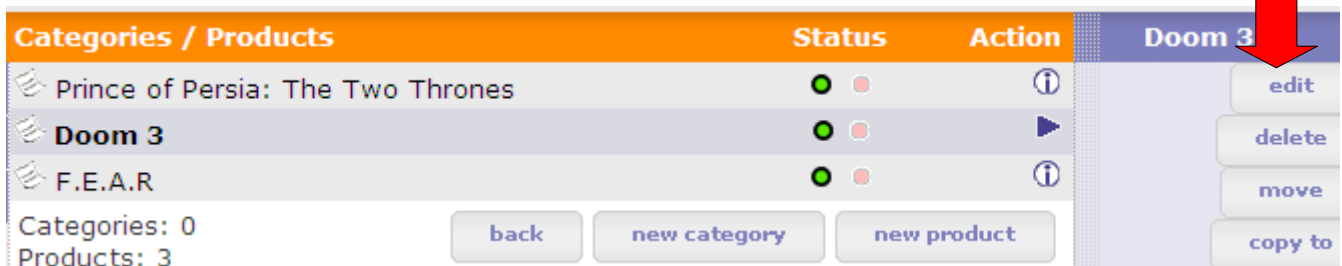 Categories / Products Status Action Doom 3
Prince of Persia: The Two Thrones
edit
Doom 3
delete
F.E.A.R
move
Categories: 0
back new category new product
copy to
Products: 3